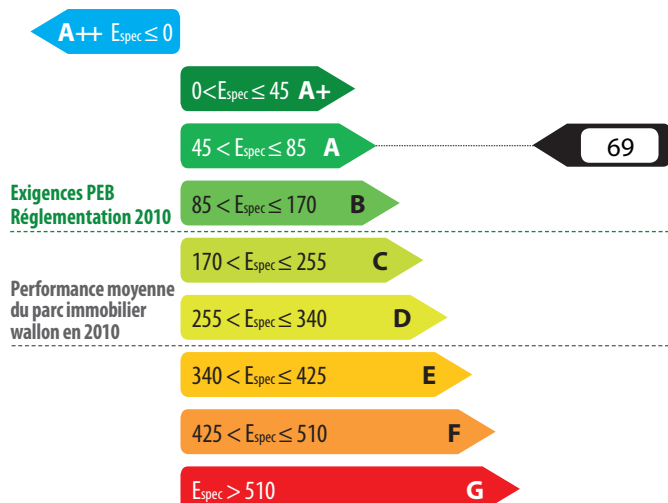 A++ Espec ≤ 0
0<Espec ≤ 45 A+
45 < Espec ≤ 85 A
69
Exigences PEB
Réglementation 2010
85 < Espec ≤ 170 B
170 < Espec ≤ 255 C
Performance moyenne
du parc immobilier
wallon en 2010
255 < Espec ≤ 340 D
340 < Espec ≤ 425 E
425 < Espec ≤ 510 F
Espec > 510 G